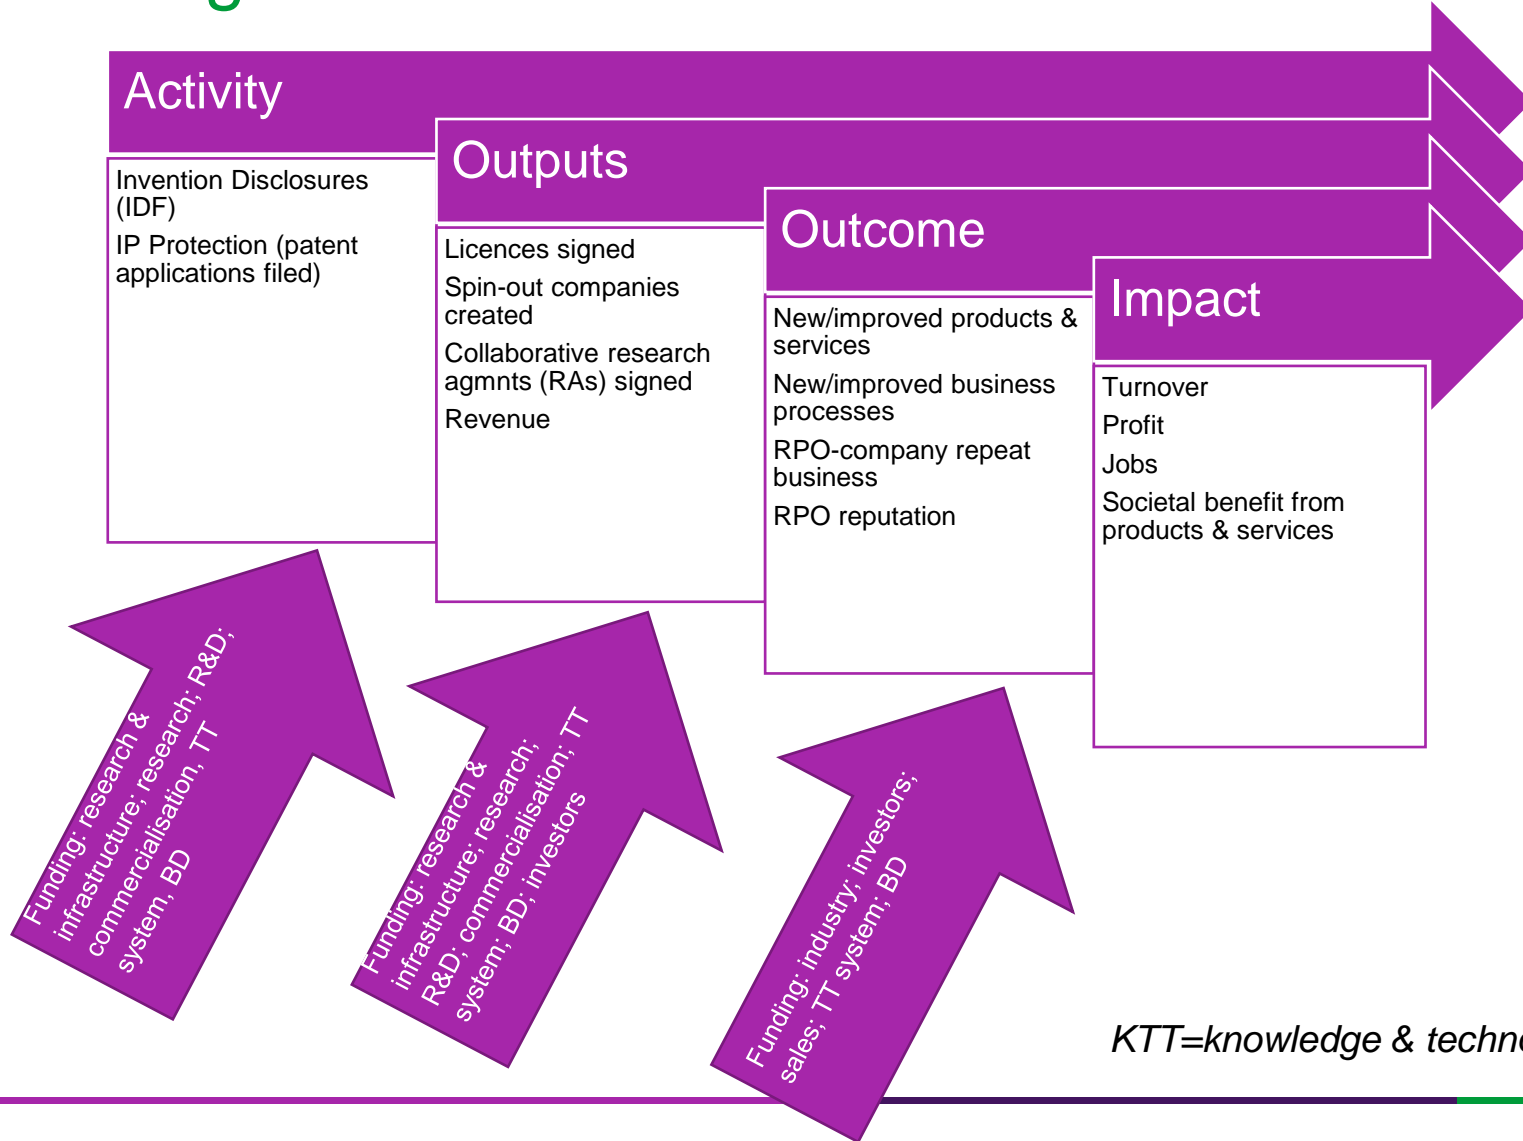 Activity
Invention Disclosures
(IDF)
IP Protection (patent
applications filed)
Outputs
Licences signed
Spin-out companies
created
Collaborative research
agmnts (RAs) signed
Revenue
Outcome
New/improved products &
services
New/improved business
processes
RPO-company repeat
business
RPO reputation
Impact
Turnover
Profit
Jobs
Societal benefit from
products & services
Funding: research &
infrastructure; research; R&D;
commercialisation, TT
system, BD
Funding: research &
infrastructure; research;
R&D; commercialisation; TT
system; BD; investors
Funding: industry; investors;
sales; TT system; BD
KTT=knowledge &